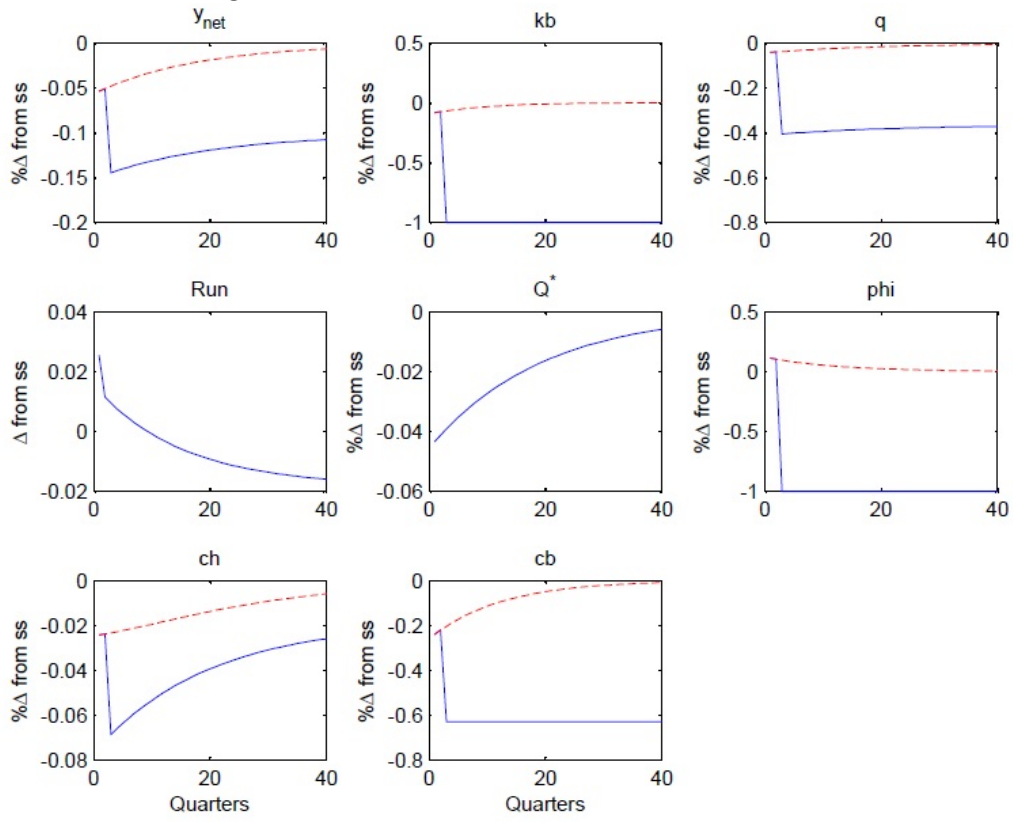 y_net
kb
q
0
-0.05
-0.1
-0.15
-0.2
%Δ from ss
0 20 40
0.5
0
-0.5
-1
%Δ from ss
0 20 40
0
-0.2
-0.4
-0.6
-0.8
%Δ from ss
0 20 40
Run
Q*
phi
0.04
0.02
0
-0.02
Δ from ss
0 20 40
0
-0.02
-0.04
-0.06
%Δ from ss
0 20 40
0.5
0
-0.5
-1
%Δ from ss
0 20 40
ch
cb
0
-0.02
-0.04
-0.06
-0.08
%Δ from ss
0 20 40
Quarters
0
-0.2
-0.4
-0.6
-0.8
%Δ from ss
0 20 40
Quarters